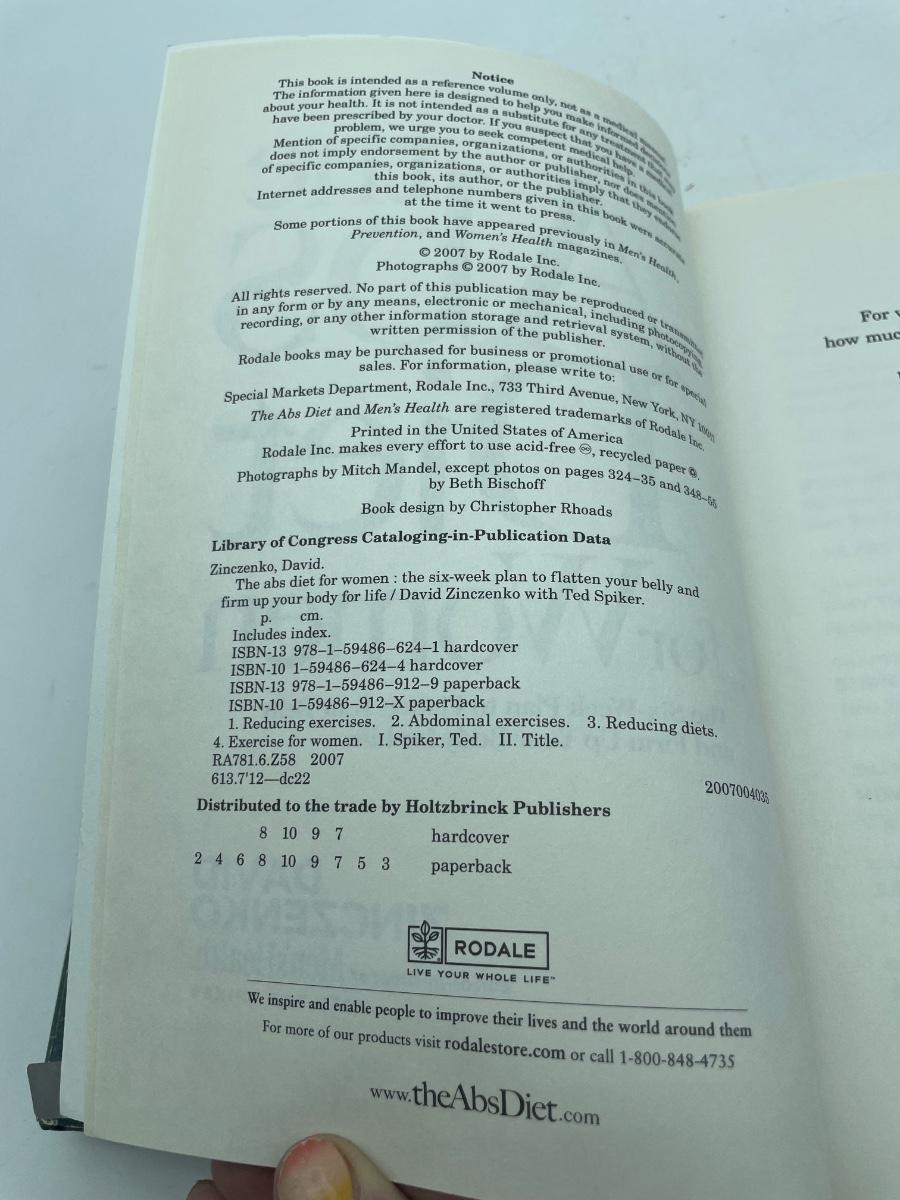 Notice
This book is intended as a reference volume only, not as a medical
The information given here is designed to help you make informed
about your health. It is not intended as a substitute for any treatment that
have been prescribed by your doctor. If you suspect that you have a medical
problem, we urge you to seek competent medical help.
Mention of specific companies, organizations, or authorities in this book
does not imply endorsement by the author or publisher, nor does mention
of specific companies, organizations, or authorities imply that they endorse
this book, its author, or the publisher.
Internet addresses and telephone numbers given in this book were accurate
at the time it went to press.
Some portions of this book have appeared previously in Men's Health,
Prevention, and Women's Health magazines.
© 2007 by Rodale Inc.
Photographs © 2007 by Rodale Inc.
All rights reserved. No part of this publication may be reproduced or transmitted
in any form or by any means, electronic or mechanical, including photocopying,
recording, or any other information storage and retrieval system, without the
written permission of the publisher.
Rodale books may be purchased for business or promotional use or for special
sales. For information, please write to:
Special Markets Department, Rodale Inc., 733 Third Avenue, New York, NY
The Abs Diet and Men's Health are registered trademarks of Rodale Inc.
Printed in the United States of America
Rodale Inc. makes every effort to use acid-free ♾, recycled paper ♻.
Photographs by Mitch Mandel, except photos on pages 324–35 and 348–55
by Beth Bischoff
Book design by Christopher Rhoads
Library of Congress Cataloging-in-Publication Data
Zinczenko, David.
The abs diet for women : the six-week plan to flatten your belly and
firm up your body for life / David Zinczenko with Ted Spiker.
p. cm.
Includes index.
ISBN-13 978–1–59486–624–1 hardcover
ISBN-10 1–59486–624–4 hardcover
ISBN-13 978–1–59486–912–9 paperback
ISBN-10 1–59486–912–X paperback
1. Reducing exercises. 2. Abdominal exercises. 3. Reducing diets.
4. Exercise for women. I. Spiker, Ted. II. Title.
RA781.6.Z58 2007
613.7'12—dc22
2007004035
Distributed to the trade by Holtzbrinck Publishers
8 10 9 7 hardcover
2 4 6 8 10 9 7 5 3 paperback
RODALE
LIVE YOUR WHOLE LIFE™
We inspire and enable people to improve their lives and the world around them
For more of our products visit rodalestore.com or call 1-800-848-4735
www.theAbsDiet.com
For
how muc